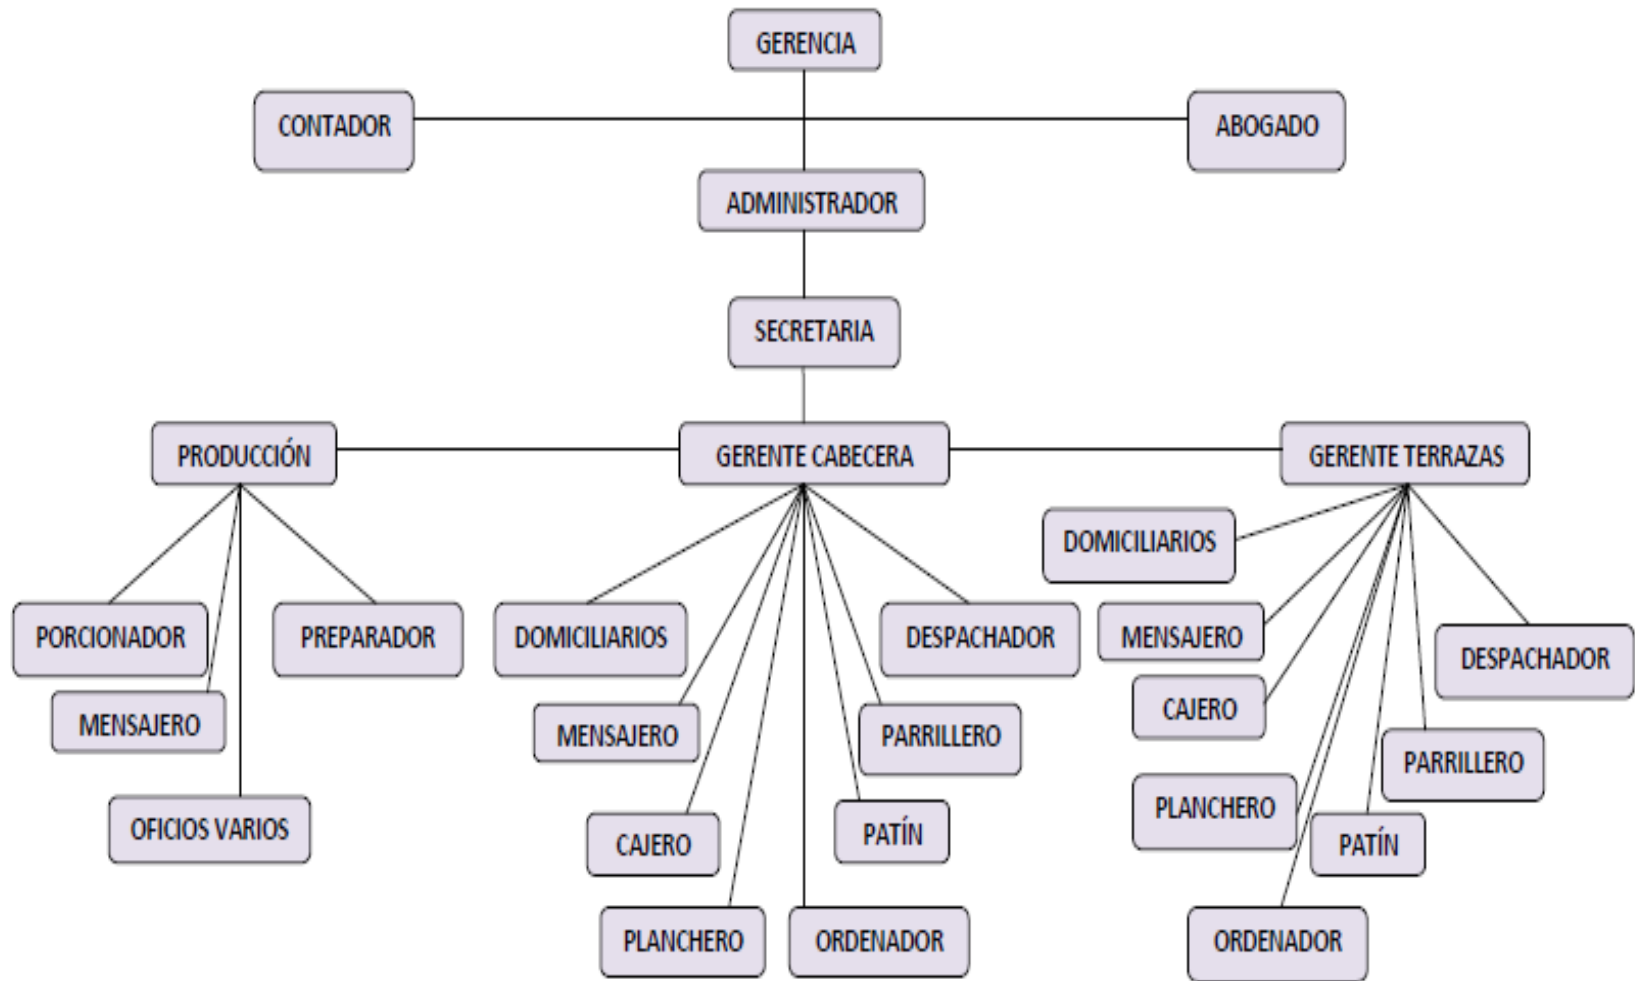 GERENCIA
CONTADOR
ABOGADO
ADMINISTRADOR
SECRETARIA
PRODUCCIÓN
GERENTE CABECERA
GERENTE TERRAZAS
PORCIONADOR
PREPARADOR
MENSAJERO
OFICIOS VARIOS
DOMICILIARIOS
DESPACHADOR
MENSAJERO
PARRILLERO
CAJERO
PATÍN
PLANCHERO
ORDENADOR
DOMICILIARIOS
MENSAJERO
DESPACHADOR
CAJERO
PARRILLERO
PLANCHERO
PATÍN
ORDENADOR